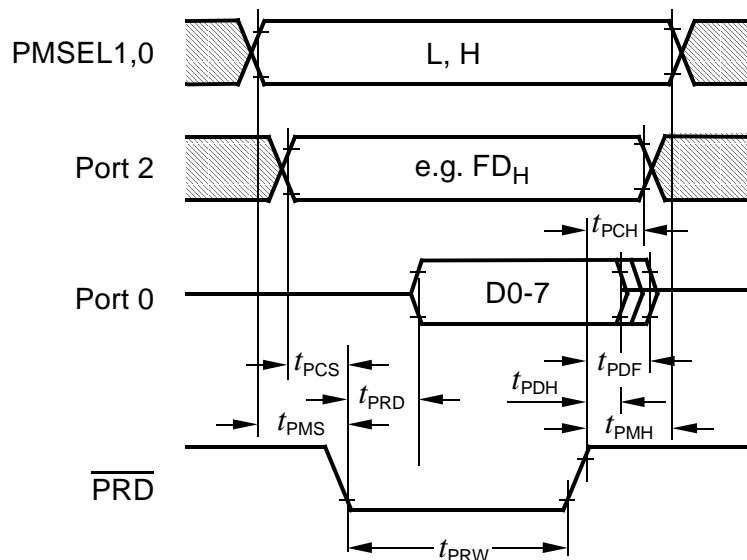 PMSEL1,0
L, H
Port 2
e.g. FDH
tPCH
Port 0
D0-7
tPCS
tPDF
tPRD
tPDH
tPMS
tPMH
PRD
tPRW